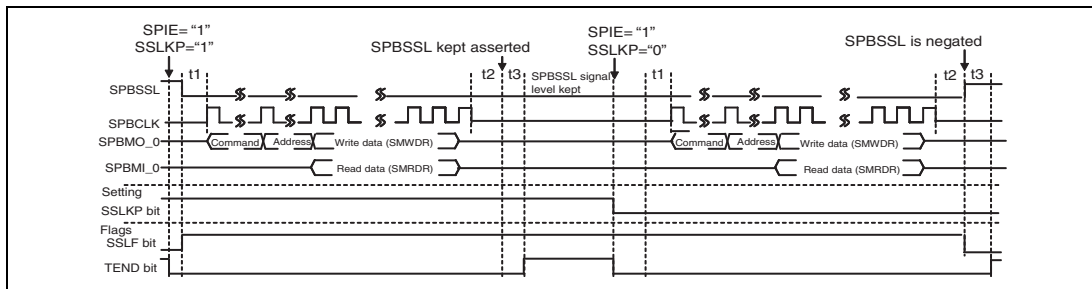 SPIE= “1”
SSLKP=“1”
SPBSSL kept asserted
SPIE= “1”
SSLKP=“0”
SPBSSL is negated
t1
t2
t3
SPBSSL signal
level kept
t1
t2
t3
SPBSSL
SPBCLK
SPBMO_0
Command
Address
Write data (SMWDR)
Command
Address
Write data (SMWDR)
SPBMI_0
Read data (SMRDR)
Read data (SMRDR)
Setting
SSLKP bit
Flags
SSLF bit
TEND bit